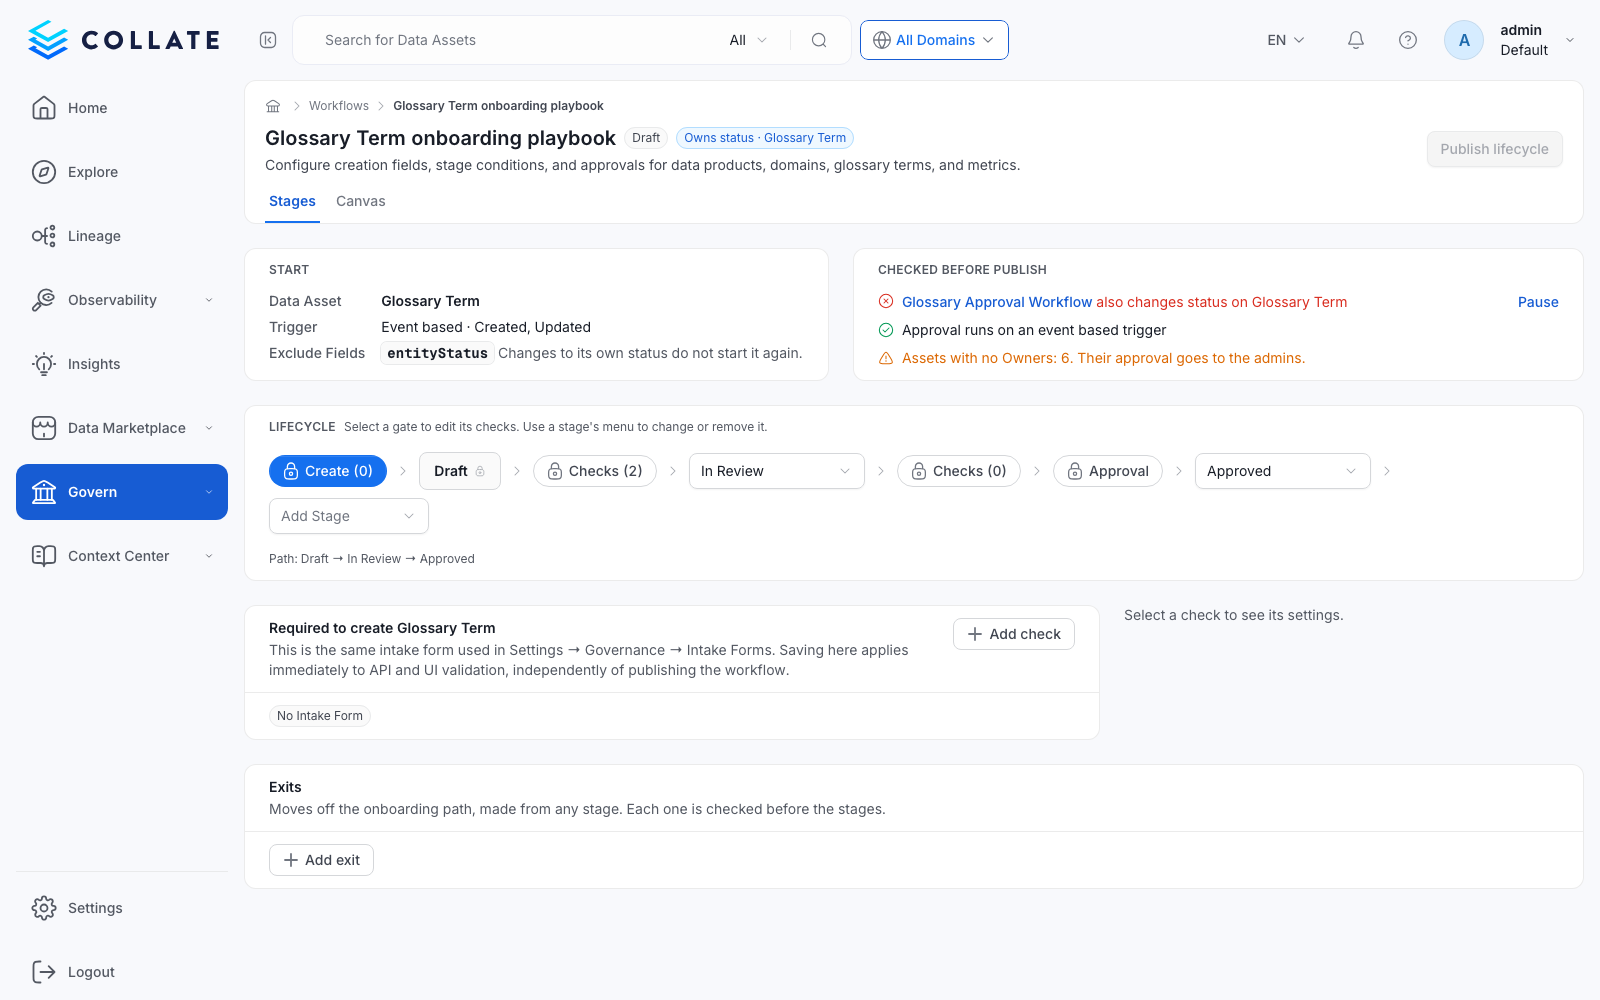 COLLATE
Search for Data Assets
All
All Domains
EN
A
admin
Default
Home
Explore
Lineage
Observability
Insights
Data Marketplace
Govern
Context Center
Settings
Logout
Workflows
Glossary Term onboarding playbook
Glossary Term onboarding playbook
Draft
Owns status · Glossary Term
Configure creation fields, stage conditions, and approvals for data products, domains, glossary terms, and metrics.
Publish lifecycle
Stages
Canvas
START
Data Asset Glossary Term
Trigger Event based · Created, Updated
Exclude Fields entityStatus Changes to its own status do not start it again.
CHECKED BEFORE PUBLISH
Glossary Approval Workflow also changes status on Glossary Term
Pause
Approval runs on an event based trigger
Assets with no Owners: 6. Their approval goes to the admins.
LIFECYCLE Select a gate to edit its checks. Use a stage's menu to change or remove it.
Create (0)
Draft
Checks (2)
In Review
Checks (0)
Approval
Approved
Add Stage
Path: Draft → In Review → Approved
Required to create Glossary Term
This is the same intake form used in Settings → Governance → Intake Forms. Saving here applies
immediately to API and UI validation, independently of publishing the workflow.
Add check
No Intake Form
Select a check to see its settings.
Exits
Moves off the onboarding path, made from any stage. Each one is checked before the stages.
Add exit